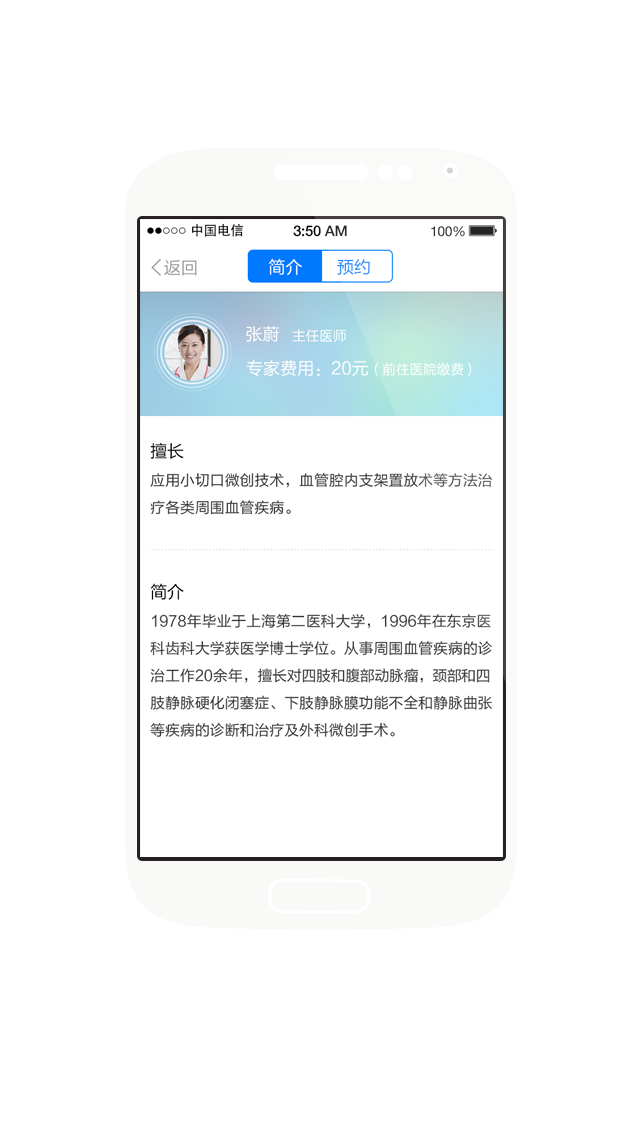 中国电信 3:50 AM 100%
返回 简介 预约
张蔚 主任医师
专家费用：20元（前往医院缴费）
擅长
应用小切口微创技术，血管腔内支架置放术等方法治
疗各类周围血管疾病。
简介
1978年毕业于上海第二医科大学，1996年在东京医
科齿科大学获医学博士学位。从事周围血管疾病的诊
治工作20余年，擅长对四肢和腹部动脉瘤，颈部和四
肢静脉硬化闭塞症、下肢静脉膜功能不全和静脉曲张
等疾病的诊断和治疗及外科微创手术。